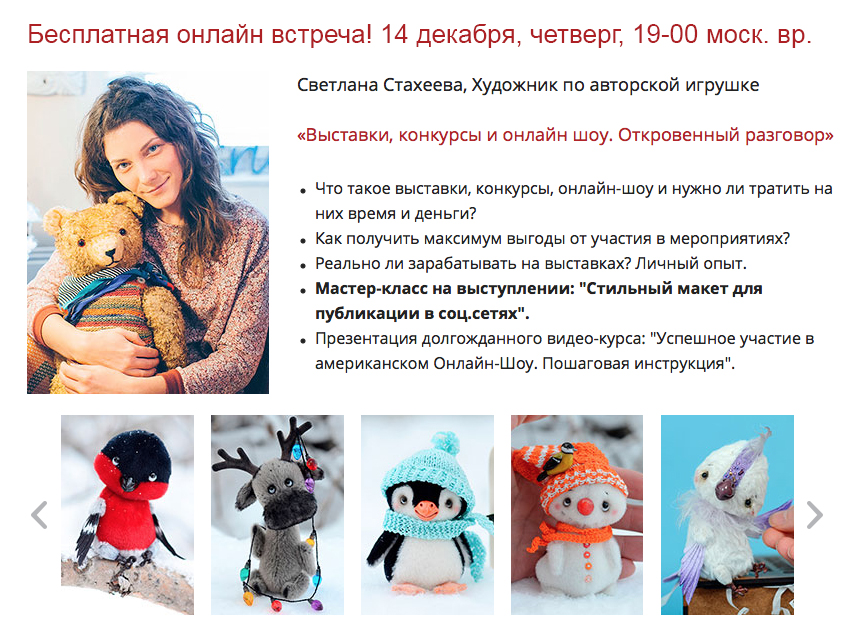 Бесплатная онлайн встреча! 14 декабря, четверг, 19-00 моск. вр.
Светлана Стахеева, Художник по авторской игрушке
«Выставки, конкурсы и онлайн шоу. Откровенный разговор»
• Что такое выставки, конкурсы, онлайн-шоу и нужно ли тратить на
них время и деньги?
• Как получить максимум выгоды от участия в мероприятиях?
• Реально ли зарабатывать на выставках? Личный опыт.
• Мастер-класс на выступлении: "Стильный макет для
публикации в соц.сетях".
• Презентация долгожданного видео-курса: "Успешное участие в
американском Онлайн-Шоу. Пошаговая инструкция".